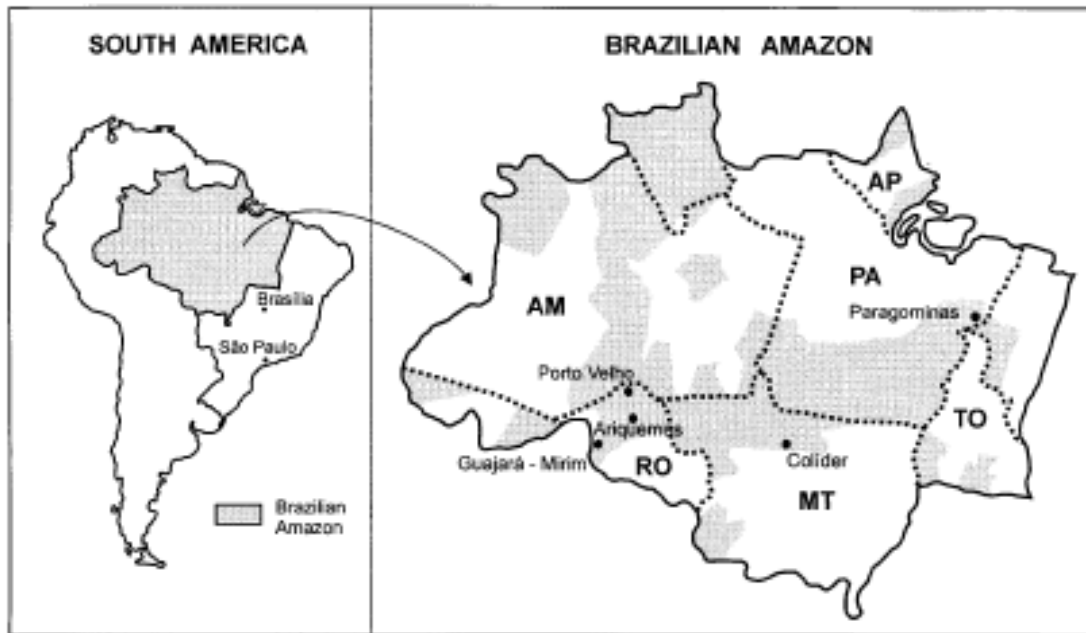 SOUTH AMERICA
Brasília
São Paulo
Brazilian
Amazon
BRAZILIAN AMAZON
AP
PA
Paragominas
AM
Porto Velho
TO
Ariquemes
Guajará - Mirim
RO
Colíder
MT